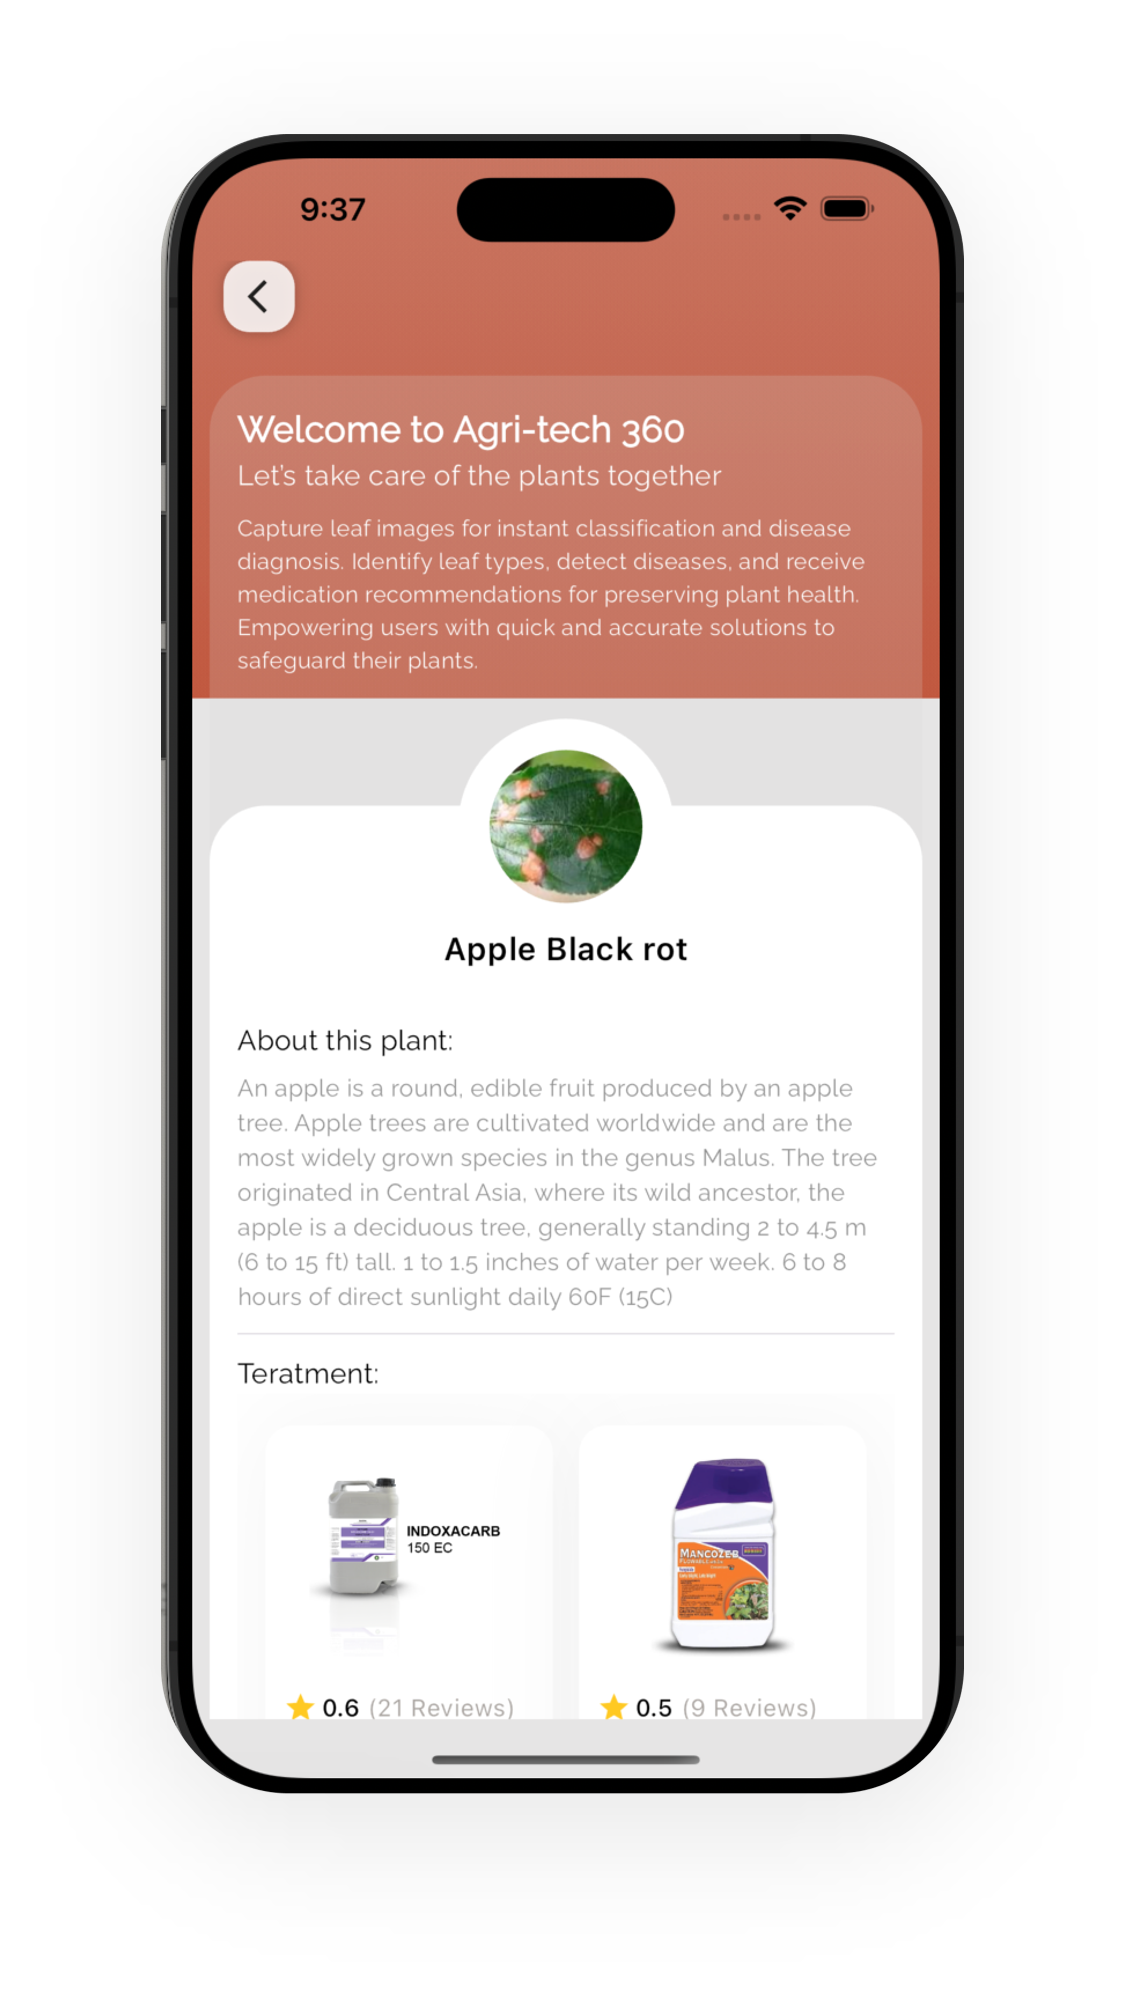 9:37
Welcome to Agri-tech 360
Let's take care of the plants together
Capture leaf images for instant classification and disease
diagnosis. Identify leaf types, detect diseases, and receive
medication recommendations for preserving plant health.
Empowering users with quick and accurate solutions to
safeguard their plants.
Apple Black rot
About this plant:
An apple is a round, edible fruit produced by an apple
tree. Apple trees are cultivated worldwide and are the
most widely grown species in the genus Malus. The tree
originated in Central Asia, where its wild ancestor, the
apple is a deciduous tree, generally standing 2 to 4.5 m
(6 to 15 ft) tall. 1 to 1.5 inches of water per week. 6 to 8
hours of direct sunlight daily 60F (15C)
Teratment:
INDOXACARB
150 EC
MANCOZEB
0.6 (21 Reviews)
0.5 (9 Reviews)